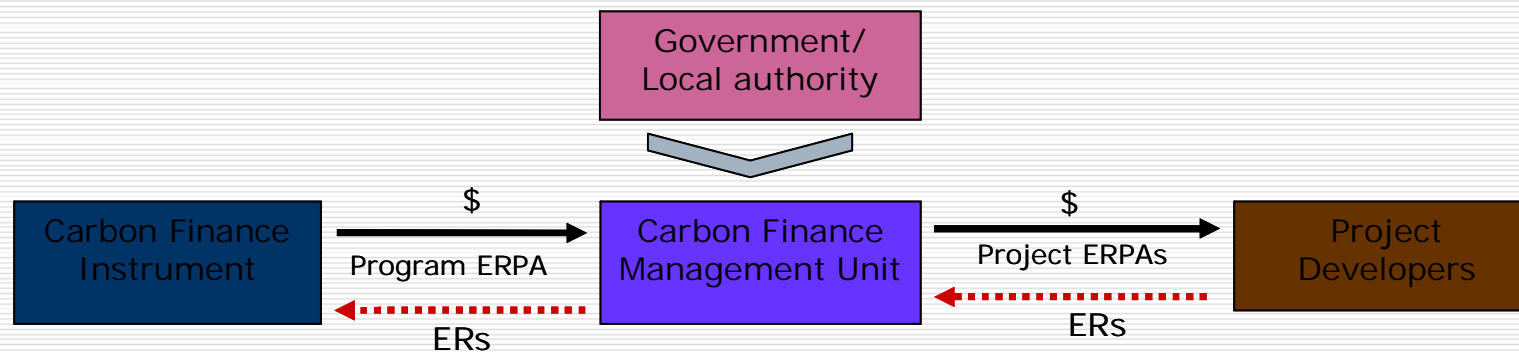 Government/
Local authority
$
$
Carbon Finance
Instrument
Program ERPA
Carbon Finance
Management Unit
Project ERPAs
Project
Developers
ERs
ERs